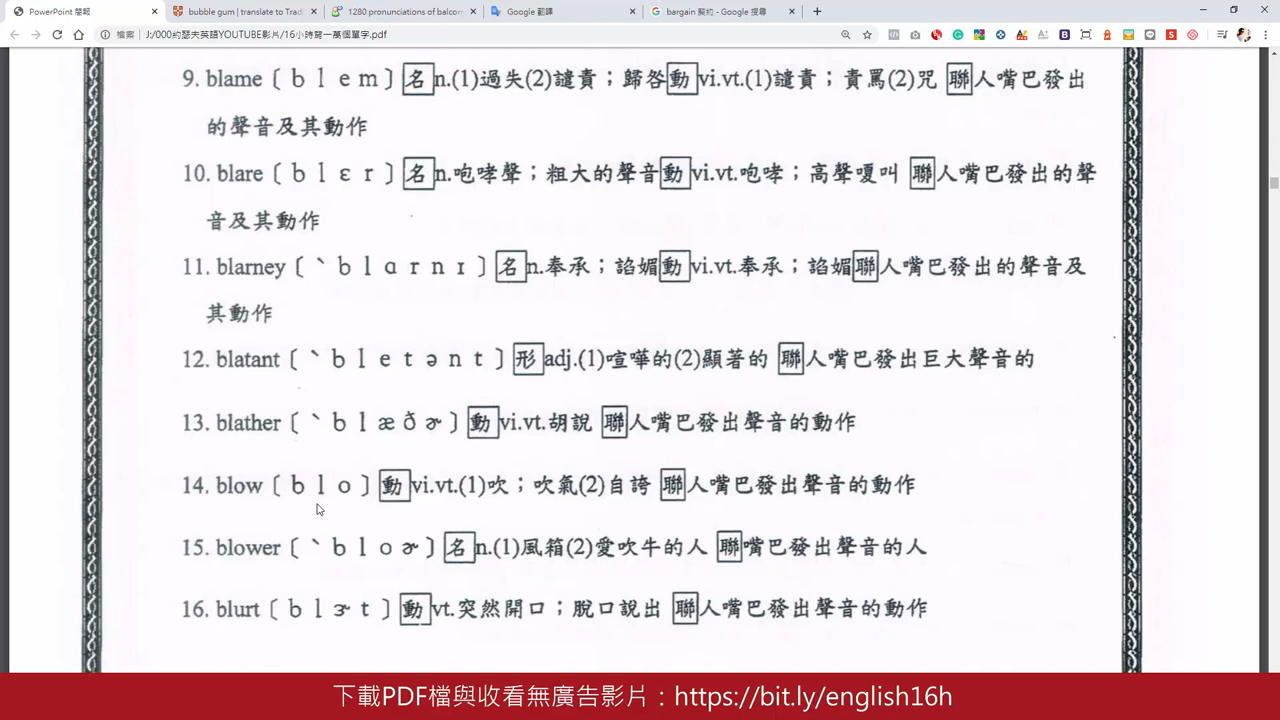 PowerPoint 簡報
bubble gum | translate to Trad
1280 pronunciations of balcony
Google 翻譯
bargain 契約 - Google 搜尋
檔案 | J:/000約瑟夫英語YOUTUBE影片/16小時背一萬個單字.pdf
9. blame〔b l e m〕名n.(1)過失(2)譴責；歸咎動vi.vt.(1)譴責；責罵(2)咒 聯人嘴巴發出
的聲音及其動作
10. blare〔b l ɛ r〕名n.咆哮聲；粗大的聲音動vi.vt.咆哮；高聲嗄叫 聯人嘴巴發出的聲
音及其動作
11. blarney〔ˋb l ɑ r n ɪ〕名n.奉承；諂媚動vi.vt.奉承；諂媚聯人嘴巴發出的聲音及
其動作
12. blatant〔ˋb l e t ə n t〕形adj.(1)喧嘩的(2)顯著的 聯人嘴巴發出巨大聲音的
13. blather〔ˋb l æ ð ɚ〕動vi.vt.胡說 聯人嘴巴發出聲音的動作
14. blow〔b l o〕動vi.vt.(1)吹；吹氣(2)自誇 聯人嘴巴發出聲音的動作
15. blower〔ˋb l o ɚ〕名n.(1)風箱(2)愛吹牛的人 聯嘴巴發出聲音的人
16. blurt〔b l ɝ t〕動vt.突然開口；脫口說出 聯人嘴巴發出聲音的動作
下載PDF檔與收看無廣告影片：https://bit.ly/english16h